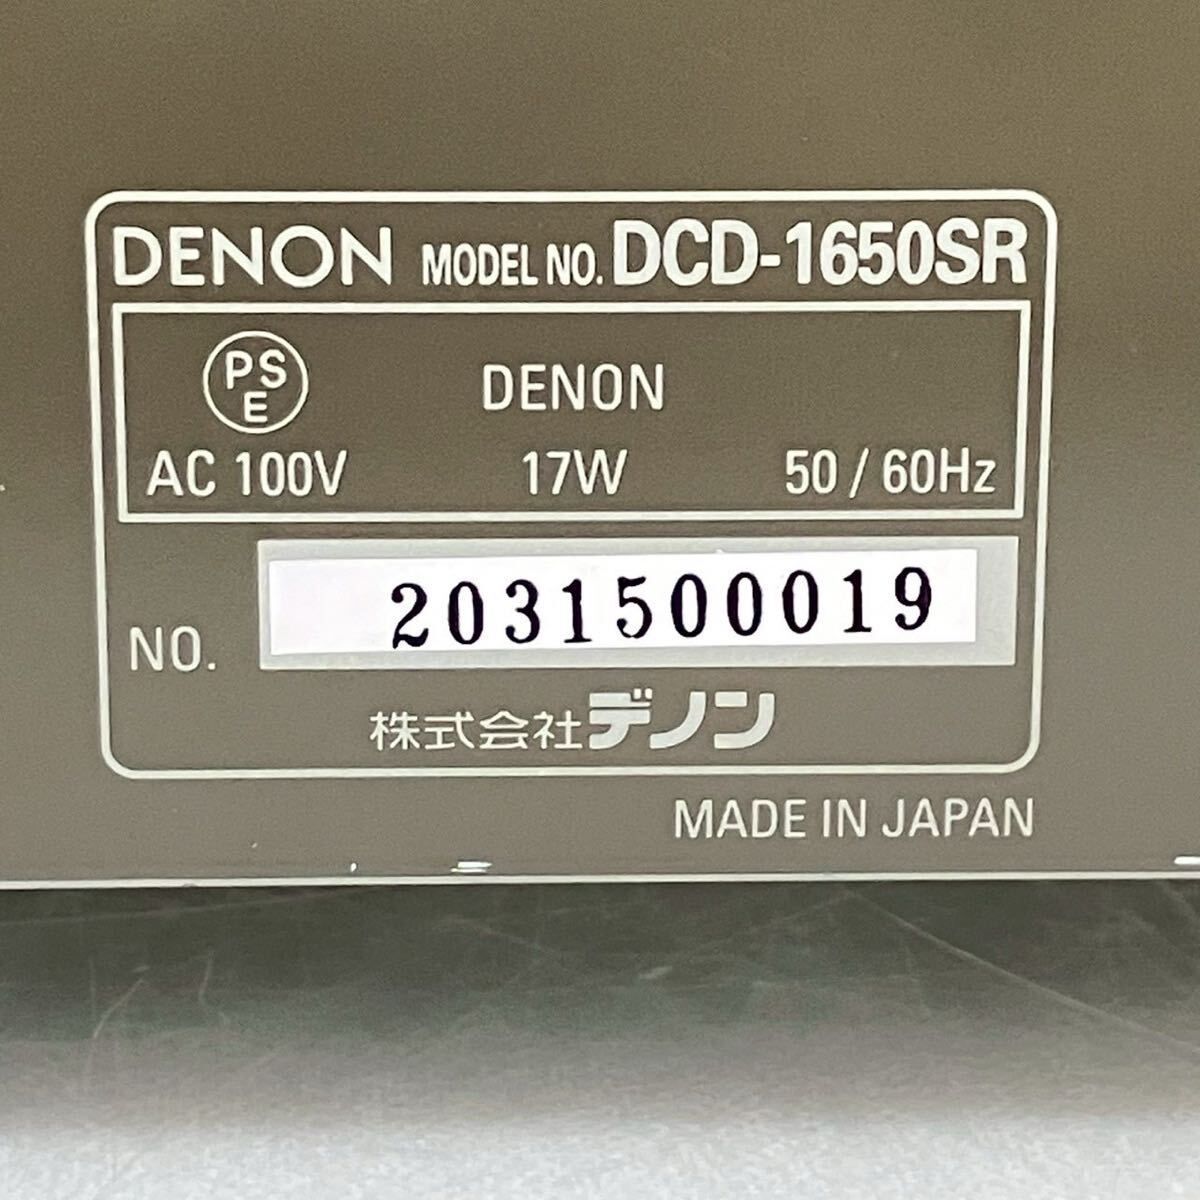 DENON MODEL NO. DCD-1650SR
PS
E
DENON
AC 100V 17W 50 / 60Hz
NO. 2031500019
株式会社デノン
MADE IN JAPAN